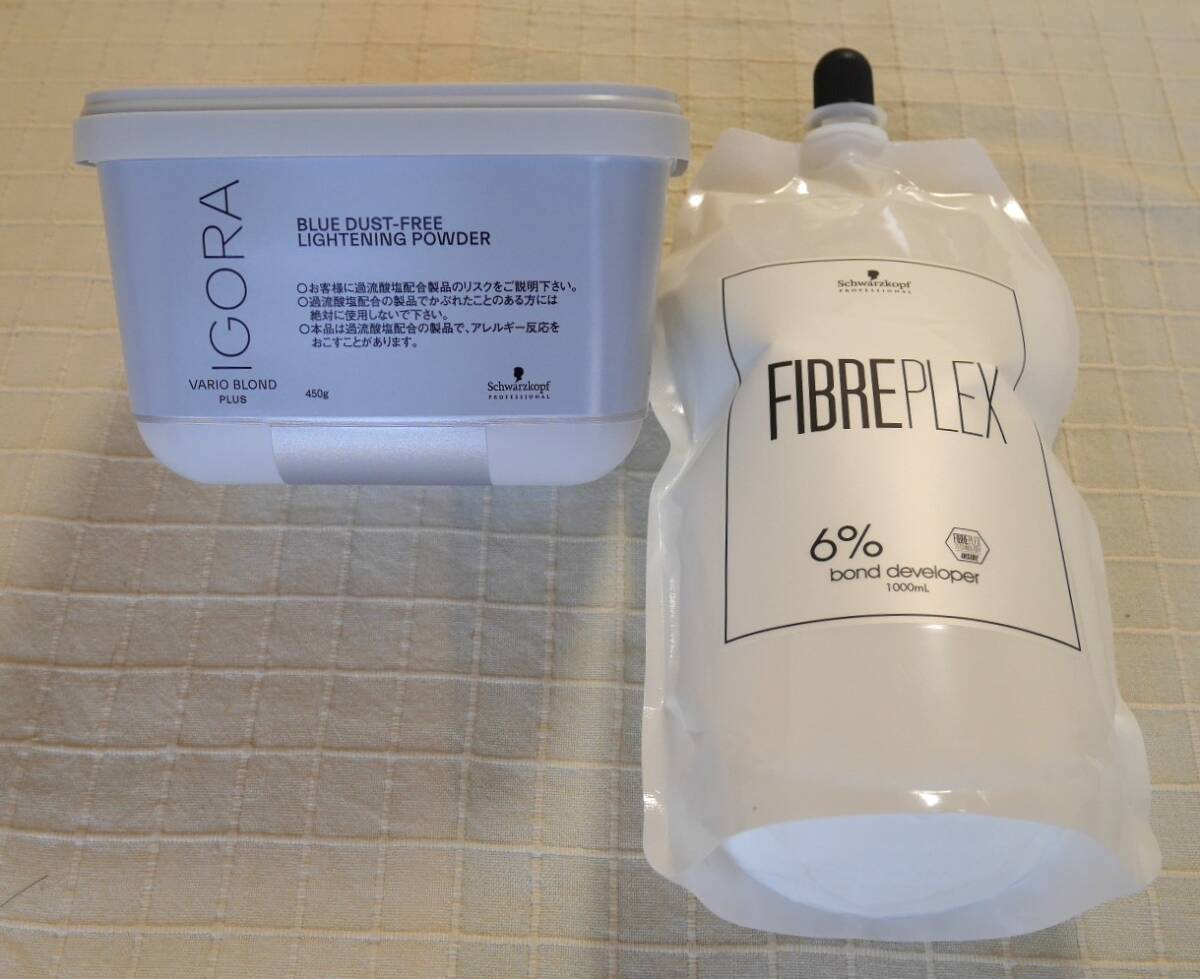 IGORA
VARIO BLOND
PLUS
BLUE DUST-FREE
LIGHTENING POWDER
○お客様に過流酸塩配合製品のリスクをご説明下さい。
○過流酸塩配合の製品でかぶれたことのある方には
絶対に使用しないで下さい。
○本品は過流酸塩配合の製品で、アレルギー反応を
おこすことがあります。
450g
Schwarzkopf
PROFESSIONAL
Schwarzkopf
PROFESSIONAL
FIBREPLEX
6%
bond developer
1000mL
FIBREPLEX
INSIDE